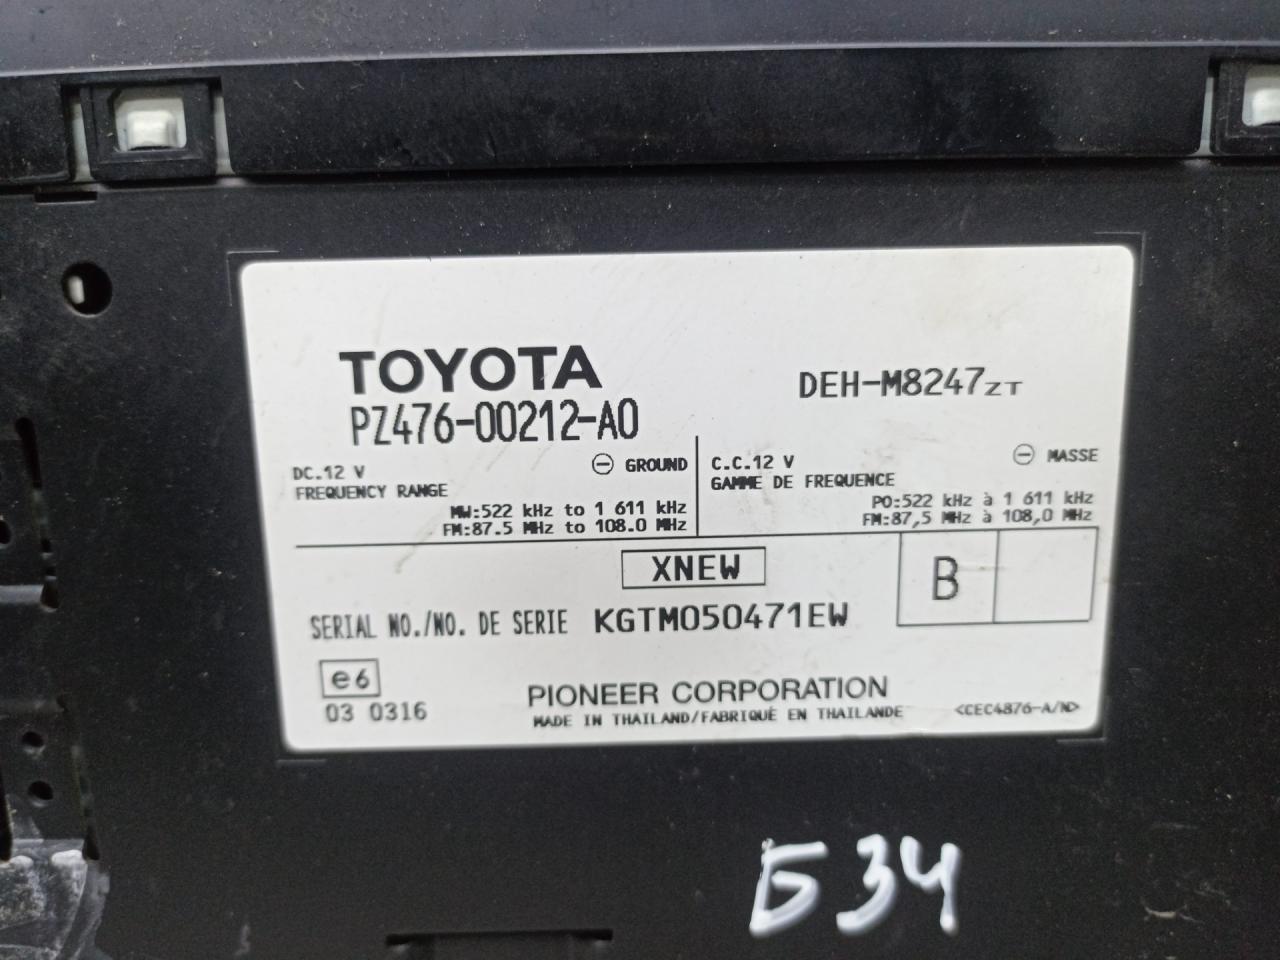 TOYOTA
PZ476-00212-A0
DEH-M8247ZT
DC.12 V
⊖ GROUND
FREQUENCY RANGE
MW:522 kHz to 1 611 kHz
FM:87.5 MHz to 108.0 MHz
C.C.12 V
⊖ MASSE
GAMME DE FREQUENCE
PO:522 kHz à 1 611 kHz
FM:87,5 MHz à 108,0 MHz
XNEW
B
SERIAL NO./NO. DE SERIE KGTM050471EW
e6
03 0316
PIONEER CORPORATION
MADE IN THAILAND/FABRIQUÉ EN THAILANDE
<CEC4876-A/N>
Б34